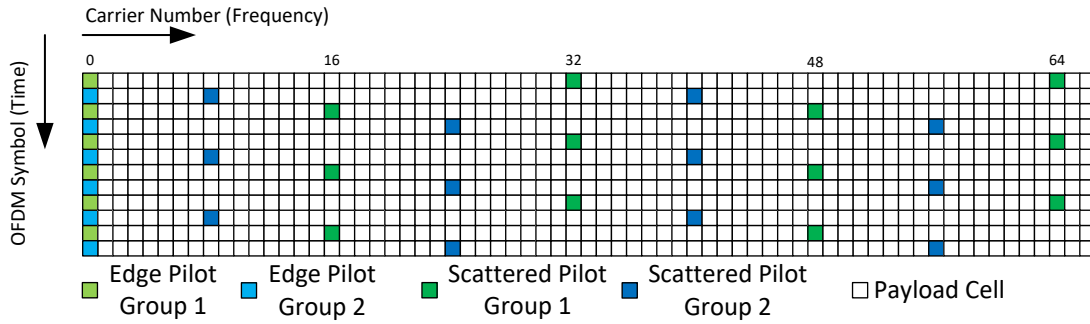 Carrier Number (Frequency)
OFDM Symbol (Time)
0 16 32 48 64
Edge Pilot
Group 1
Edge Pilot
Group 2
Scattered Pilot
Group 1
Scattered Pilot
Group 2
Payload Cell